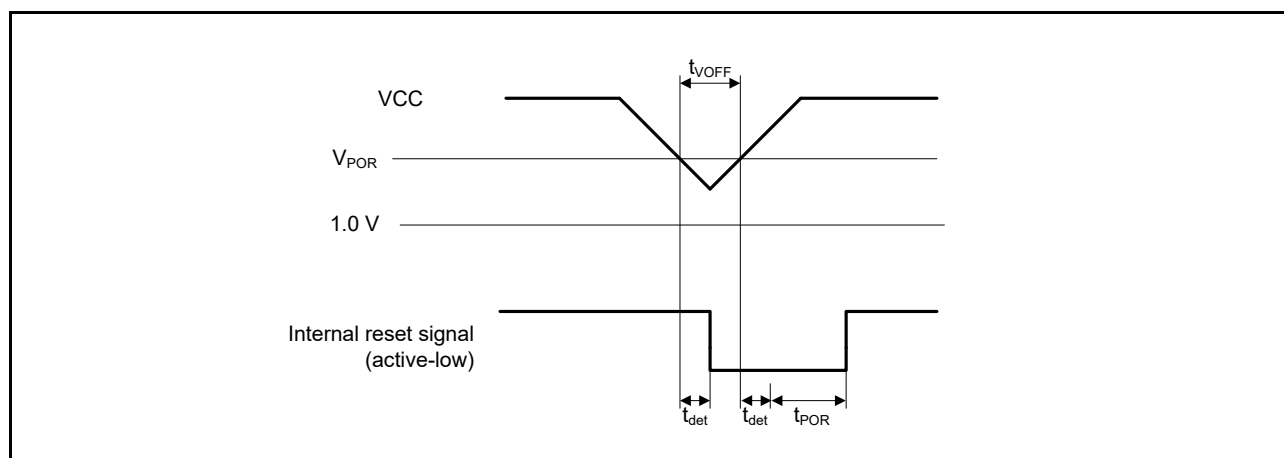 tVOFF
VCC
VPOR
1.0 V
Internal reset signal
(active-low)
tdet
tdet
tPOR